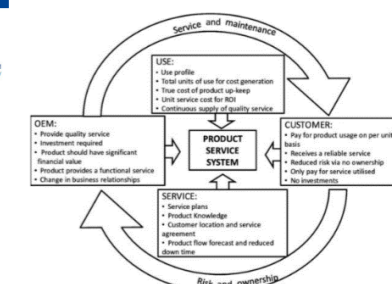 Service and maintenance
USE:
• Use profile
• Total units of use for cost generation
• True cost of product up-keep
• Unit service cost for ROI
• Continuous supply of quality service
OEM:
• Provide quality service
• Investment required
• Product should have significant
financial value
• Product provides a functional service
• Change in business relationships
PRODUCT
SERVICE
SYSTEM
CUSTOMER:
• Pay for product usage on per unit
basis
• Receives a reliable service
• Reduced risk via no ownership
• Only pay for service utilised
• No investments
SERVICE:
• Service plans
• Product Knowledge
• Customer location and service
agreement
• Product flow forecast and reduced
down time
Risk and ownership